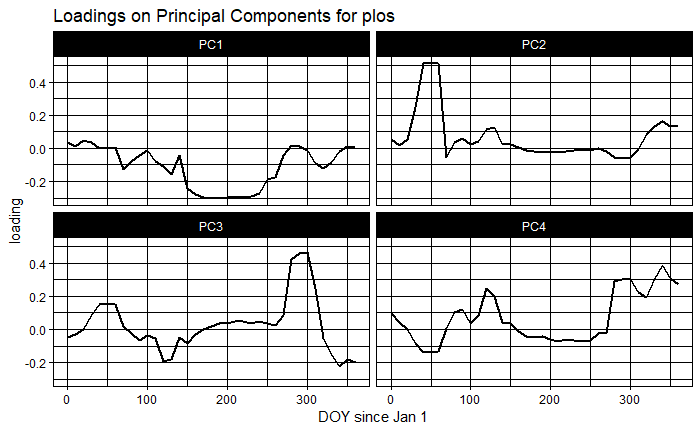 Loadings on Principal Components for plos
PC1 PC2
0.4
0.2
0.0
-0.2
PC3 PC4
0.4
0.2
0.0
-0.2
loading
0 100 200 300 0 100 200 300
DOY since Jan 1